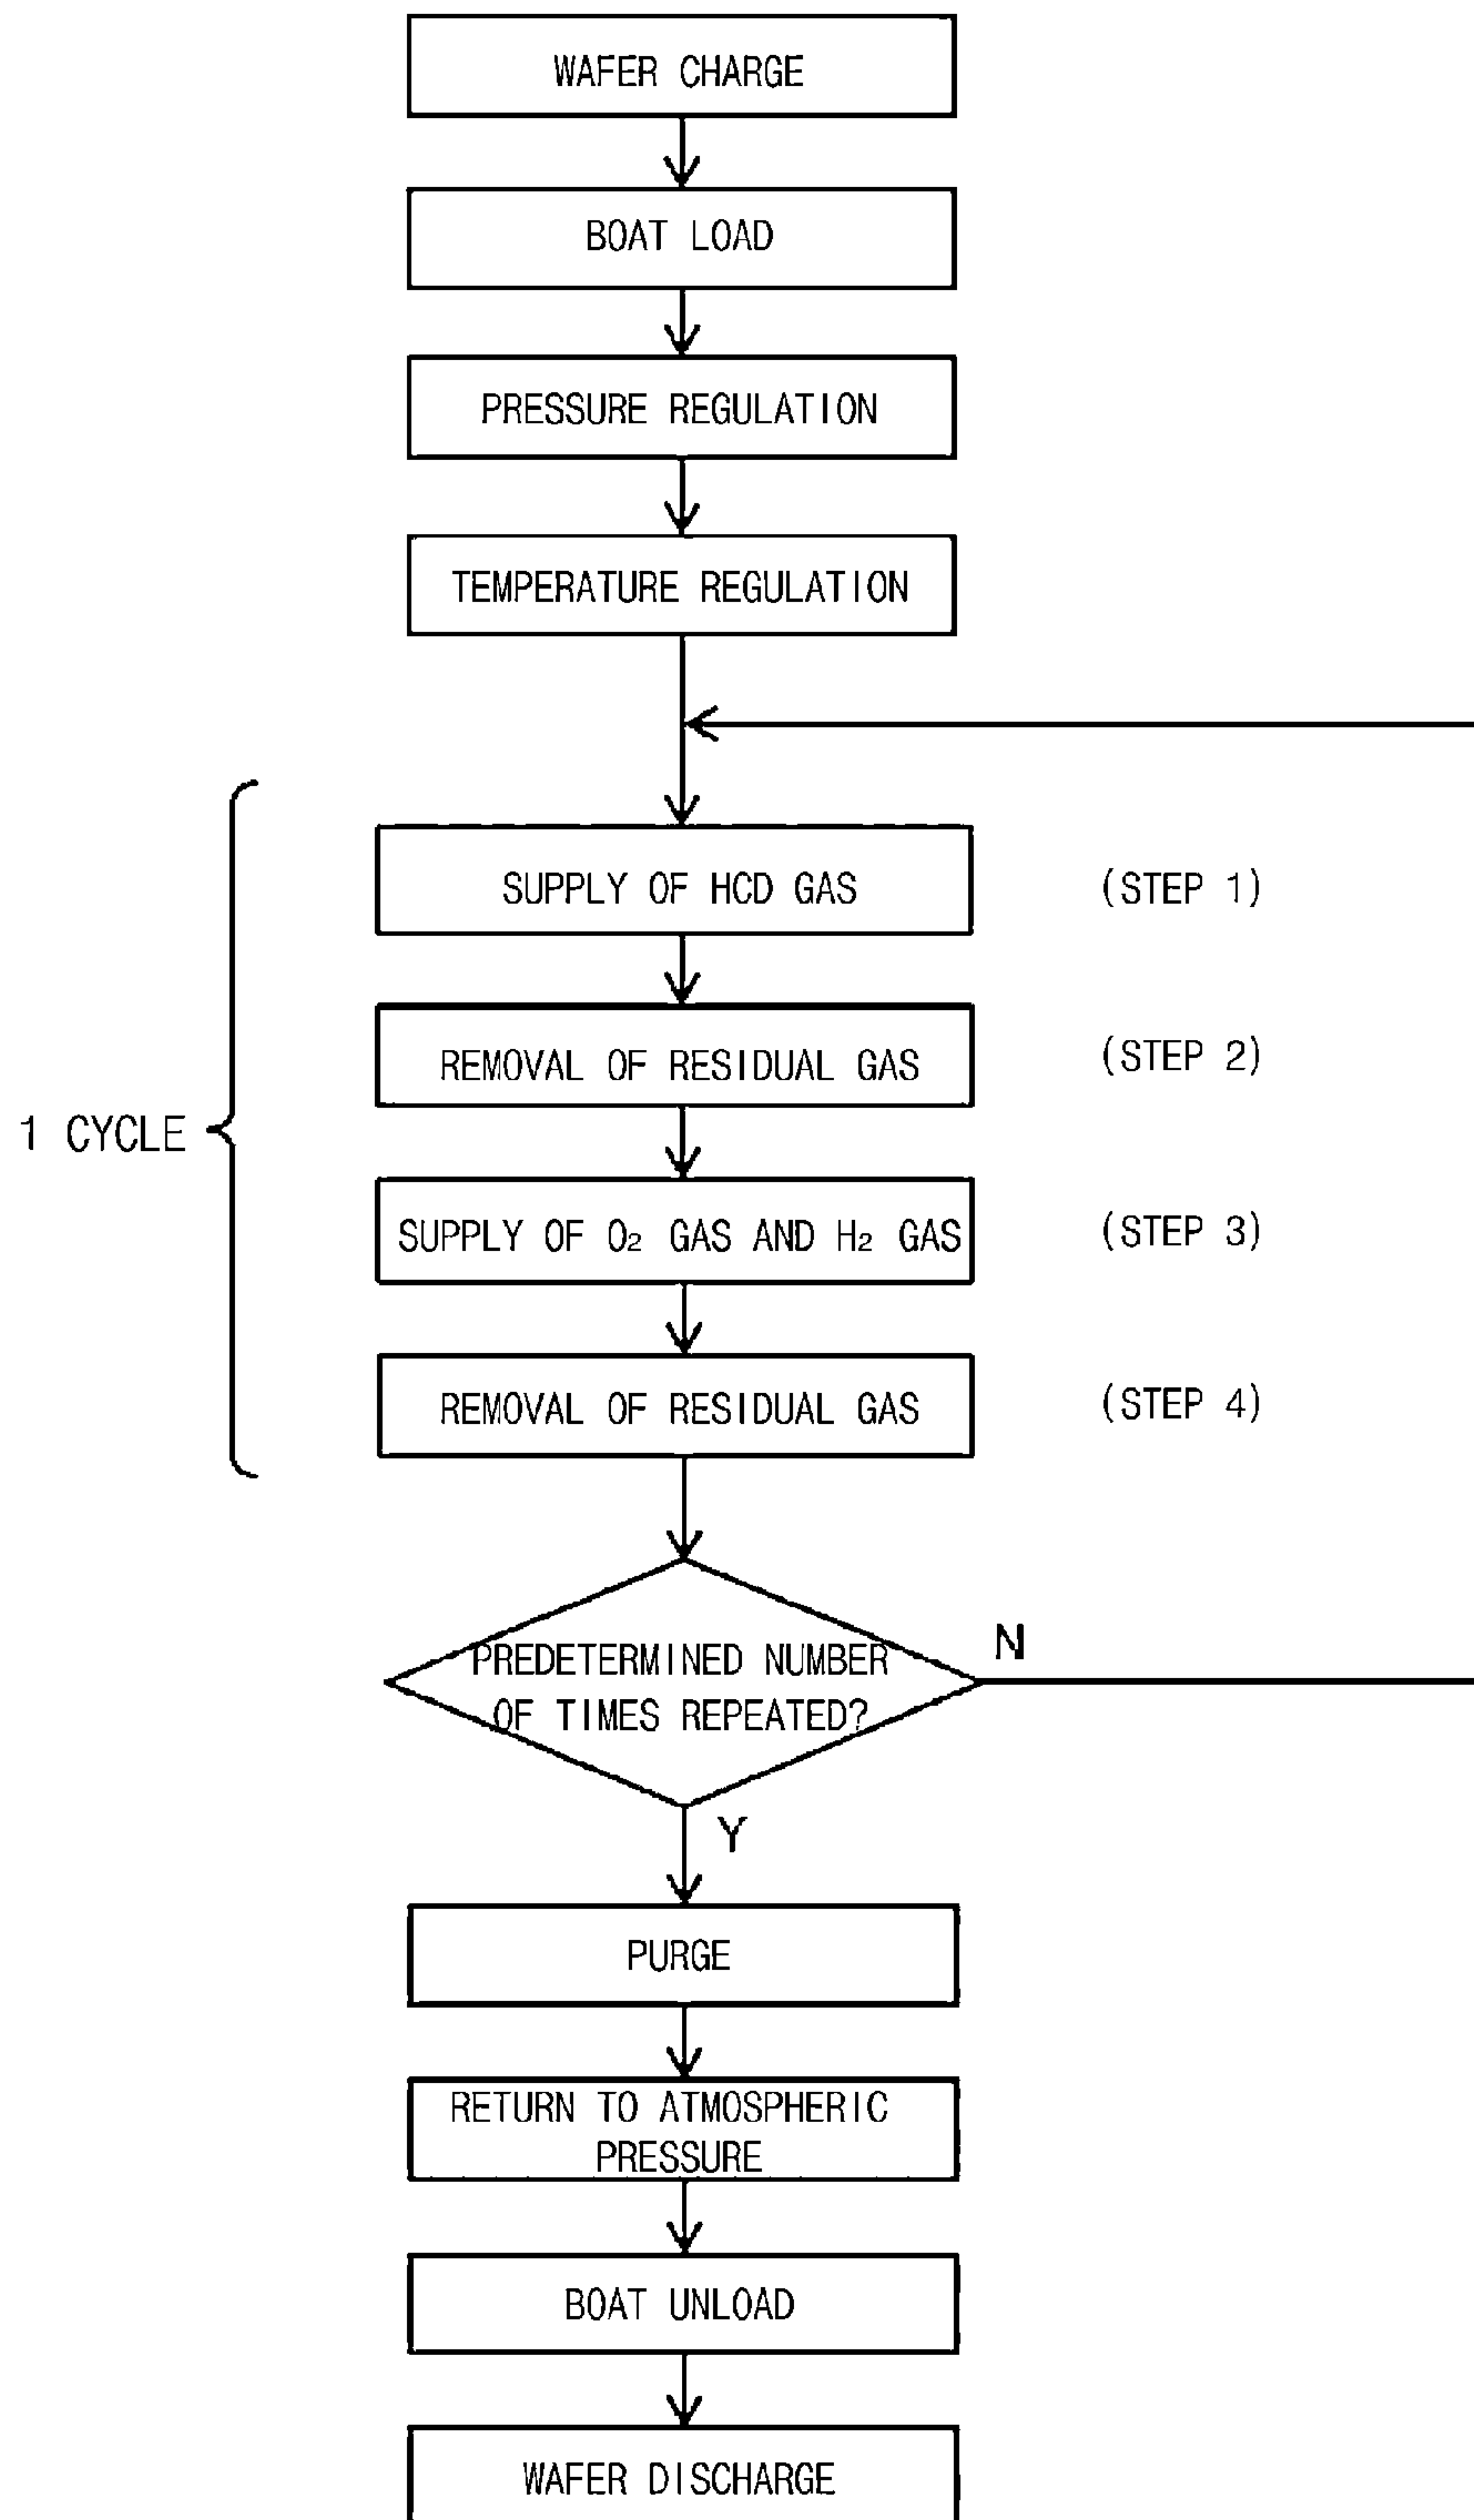 WAFER CHARGE
BOAT LOAD
PRESSURE REGULATION
TEMPERATURE REGULATION
SUPPLY OF HCD GAS (STEP 1)
REMOVAL OF RESIDUAL GAS (STEP 2)
1 CYCLE
SUPPLY OF O₂ GAS AND H₂ GAS (STEP 3)
REMOVAL OF RESIDUAL GAS (STEP 4)
N
PREDETERMINED NUMBER
OF TIMES REPEATED?
Y
PURGE
RETURN TO ATMOSPHERIC
PRESSURE
BOAT UNLOAD
WAFER DISCHARGE